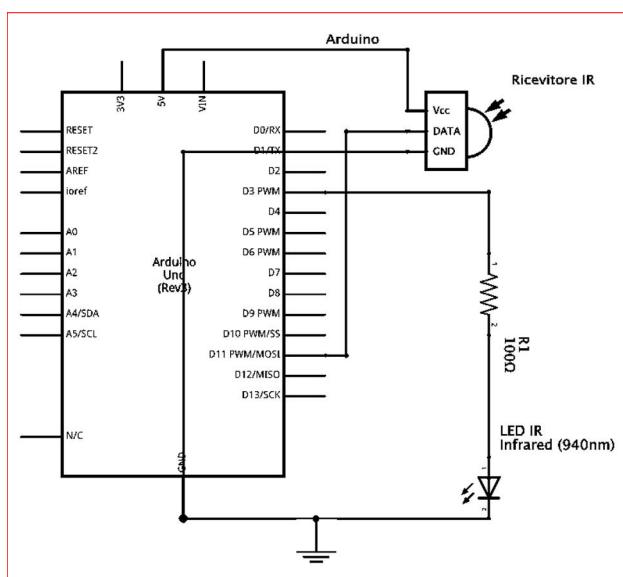 Arduino
Ricevitore IR
3V3
5V
VIN
Vcc
DATA
GND
RESET
RESET2
AREF
ioref
A0
A1
A2
A3
A4/SDA
A5/SCL
N/C
Arduino
Uno
(Rev3)
D0/RX
D1/TX
D2
D3 PWM
D4
D5 PWM
D6 PWM
D7
D8
D9 PWM
D10 PWM/SS
D11 PWM/MOSI
D12/MISO
D13/SCK
GND
1
2
R1
100Ω
LED IR
Infrared (940nm)
1
2